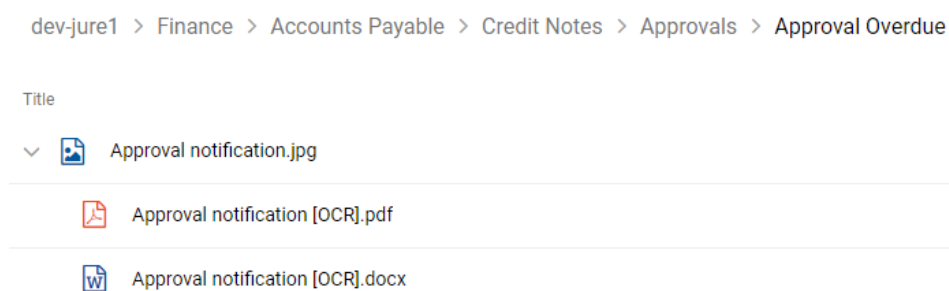 dev-jure1 > Finance > Accounts Payable > Credit Notes > Approvals > Approval Overdue
Title
Approval notification.jpg
Approval notification [OCR].pdf
Approval notification [OCR].docx